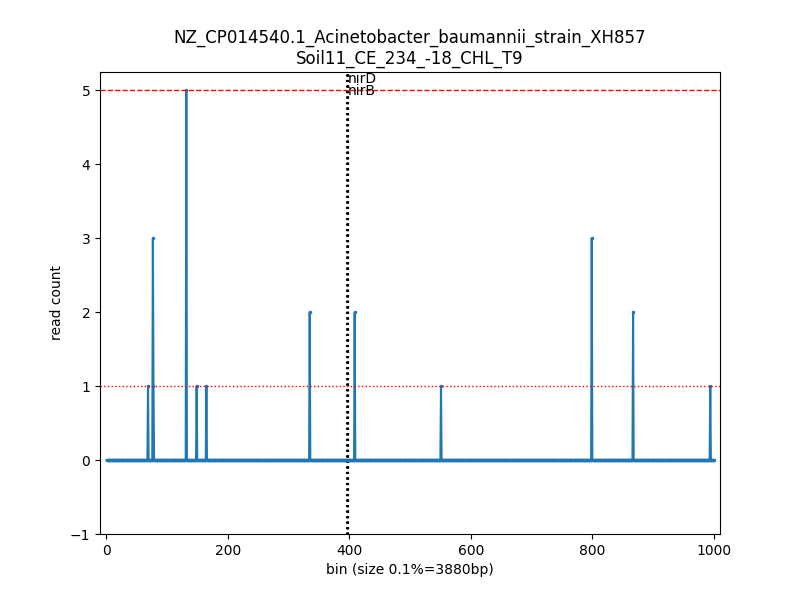 NZ_CP014540.1_Acinetobacter_baumannii_strain_XH857
Soil11_CE_234_-18_CHL_T9
nirD
nirB
5
4
3
2
1
0
−1
read count
0 200 400 600 800 1000
bin (size 0.1%=3880bp)